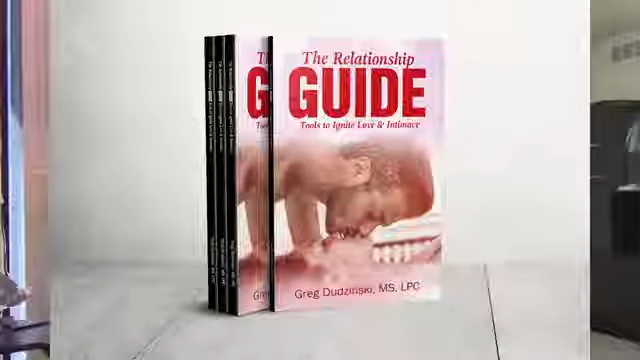 The Relationship
GUIDE
Tools to Ignite Love & Intimacy
Greg Dudzinski, MS, LPC